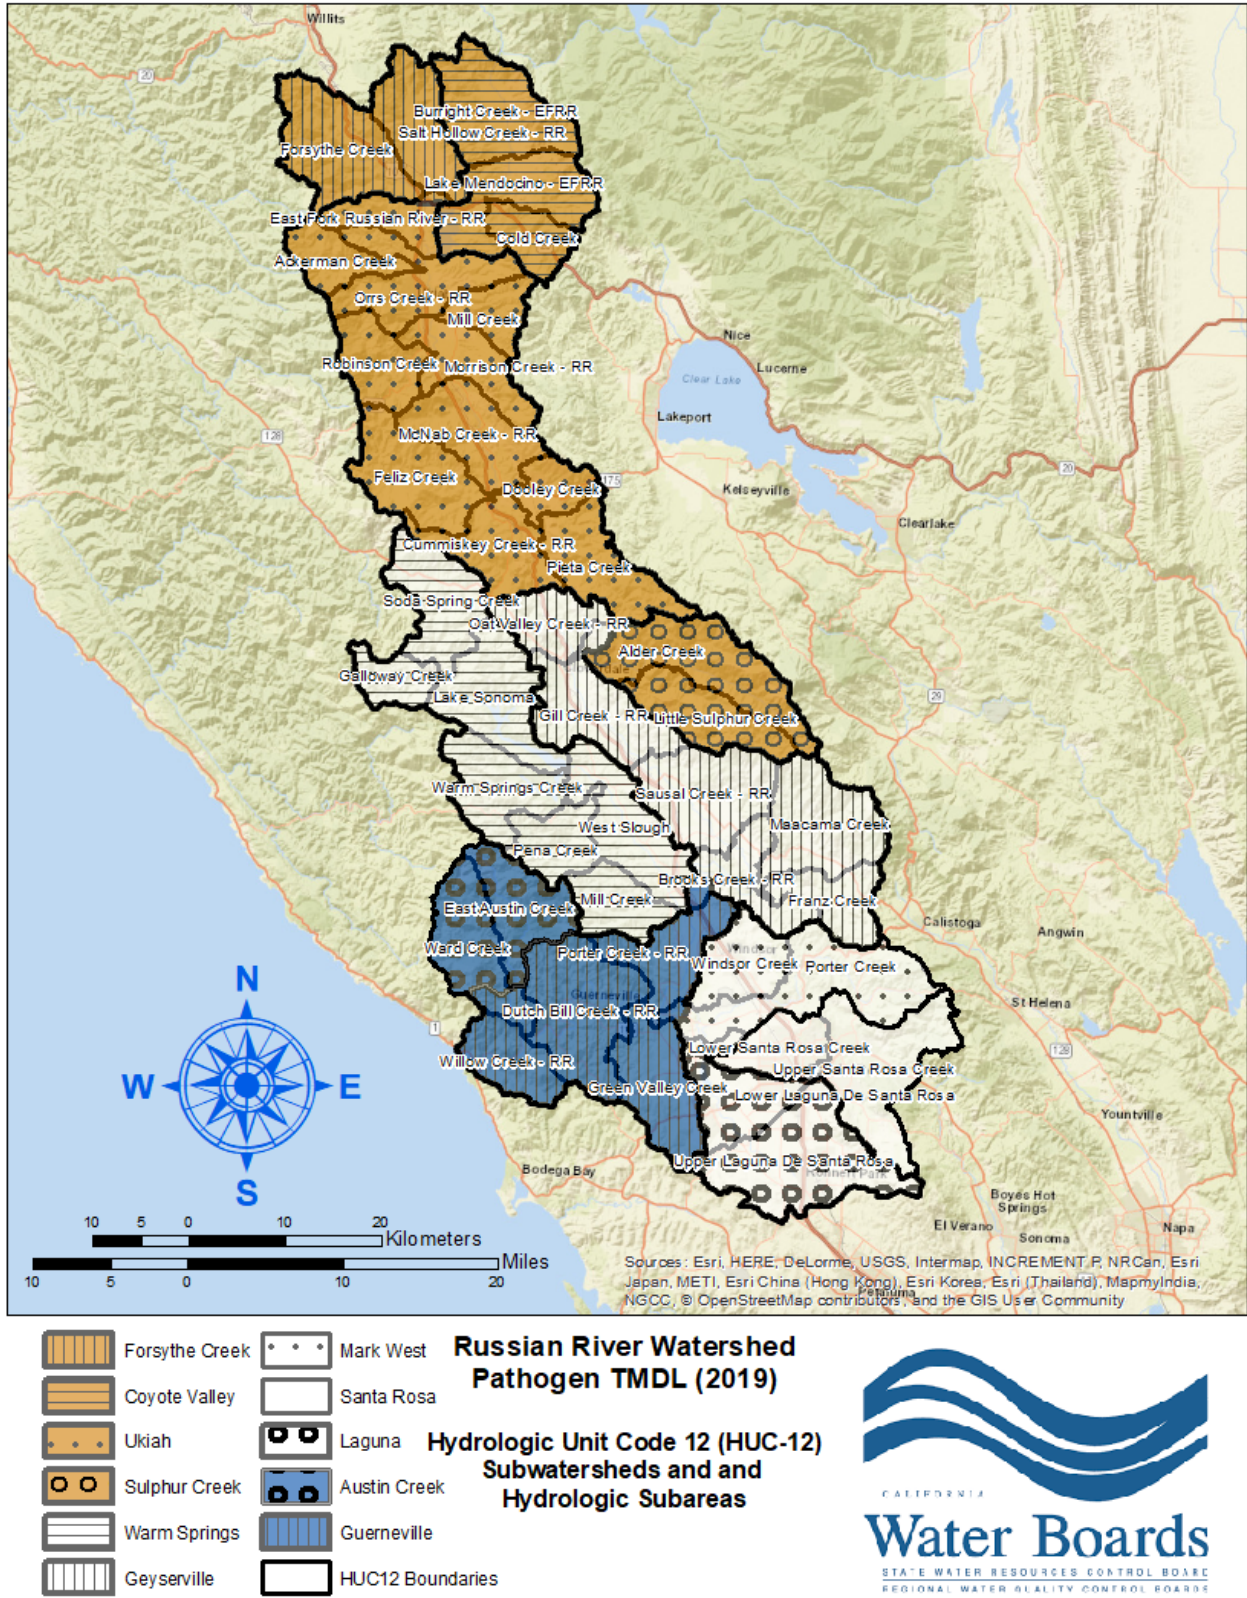 Willits
20
Burright Creek - EFRR
Salt Hollow Creek - RR
Forsythe Creek
Lake Mendocino - EFRR
East Fork Russian River - RR
Cold Creek
Ackerman Creek
Orrs Creek - RR
Mill Creek
Nice
Robinson Creek
Morrison Creek - RR
Lucerne
Clear Lake
Lakeport
McNab Creek - RR
128
20
Feliz Creek
Dooley Creek
175
Kelseyville
Clearlake
Cummiskey Creek - RR
Pieta Creek
Soda Spring Creek
Oat Valley Creek - RR
Alder Creek
Galloway Creek
Lake Sonoma
29
Gill Creek - RR
Little Sulphur Creek
Warm Springs Creek
Sausal Creek - RR
West Slough
Maacama Creek
Pena Creek
Brooks Creek - RR
Mill Creek
Franz Creek
East Austin Creek
Calistoga
Angwin
Ward Creek
Porter Creek - RR
Windsor
Windsor Creek
Porter Creek
Guerneville
St Helena
Dutch Bill Creek - RR
1
Lower Santa Rosa Creek
128
Willow Creek - RR
Upper Santa Rosa Creek
Green Valley Creek
Lower Laguna De Santa Rosa
Yountville
Upper Laguna De Santa Rosa
Rohnert Park
Bodega Bay
Boyes Hot
Springs
El Verano
Sonoma
Napa
N
W
E
S
10 5 0 10 20
Kilometers
Miles
10 5 0 10 20
Sources: Esri, HERE, DeLorme, USGS, Intermap, INCREMENT P, NRCan, Esri
Japan, METI, Esri China (Hong Kong), Esri Korea, Esri (Thailand), MapmyIndia,
NGCC, © OpenStreetMap contributors, and the GIS User Community
Petaluma
Forsythe Creek
Coyote Valley
Ukiah
Sulphur Creek
Warm Springs
Geyserville
Mark West
Santa Rosa
Laguna
Austin Creek
Guerneville
HUC12 Boundaries
Russian River Watershed
Pathogen TMDL (2019)
Hydrologic Unit Code 12 (HUC-12)
Subwatersheds and and
Hydrologic Subareas
CALIFORNIA
Water Boards
STATE WATER RESOURCES CONTROL BOARD
REGIONAL WATER QUALITY CONTROL BOARDS